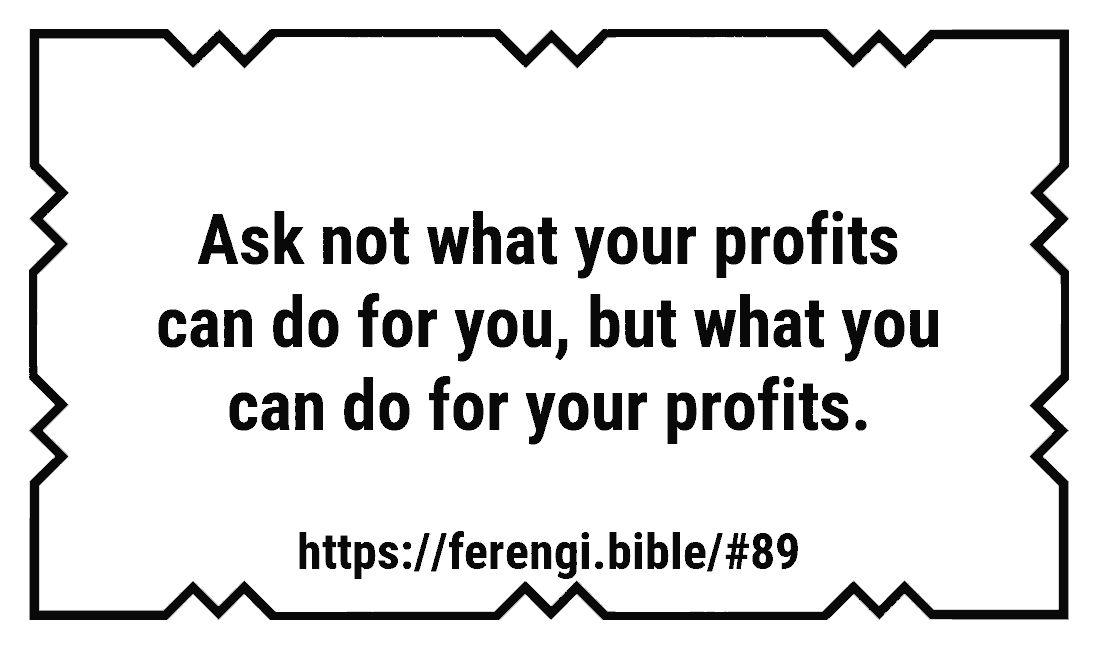 Ask not what your profits
can do for you, but what you
can do for your profits.
https://ferengi.bible/#89